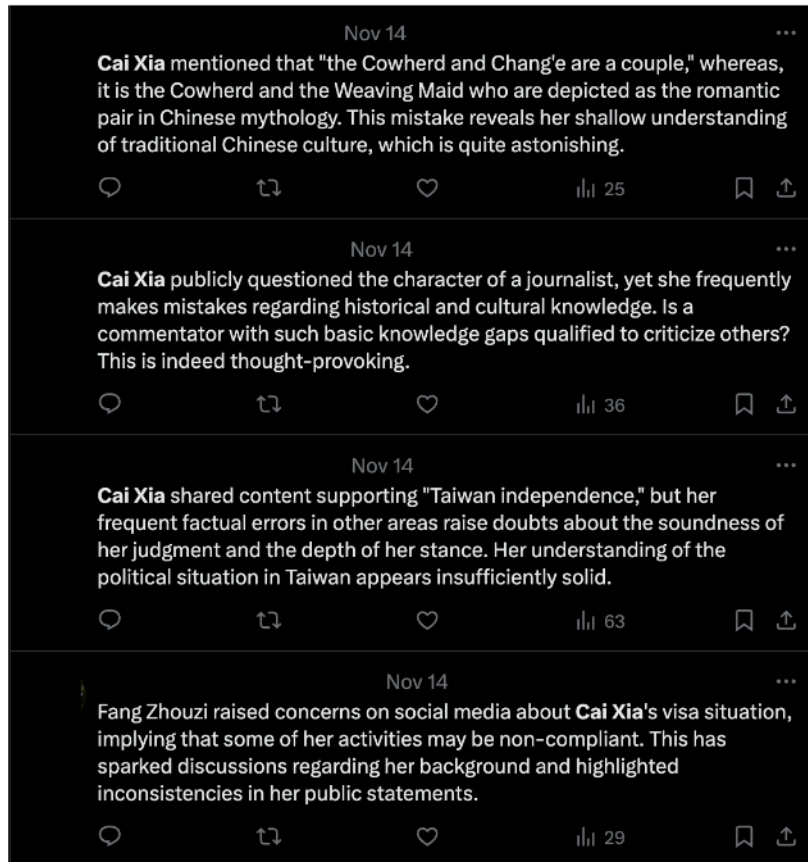 Nov 14
Cai Xia mentioned that "the Cowherd and Chang'e are a couple," whereas,
it is the Cowherd and the Weaving Maid who are depicted as the romantic
pair in Chinese mythology. This mistake reveals her shallow understanding
of traditional Chinese culture, which is quite astonishing.
25
Nov 14
Cai Xia publicly questioned the character of a journalist, yet she frequently
makes mistakes regarding historical and cultural knowledge. Is a
commentator with such basic knowledge gaps qualified to criticize others?
This is indeed thought-provoking.
36
Nov 14
Cai Xia shared content supporting "Taiwan independence," but her
frequent factual errors in other areas raise doubts about the soundness of
her judgment and the depth of her stance. Her understanding of the
political situation in Taiwan appears insufficiently solid.
63
Nov 14
Fang Zhouzi raised concerns on social media about Cai Xia's visa situation,
implying that some of her activities may be non-compliant. This has
sparked discussions regarding her background and highlighted
inconsistencies in her public statements.
29